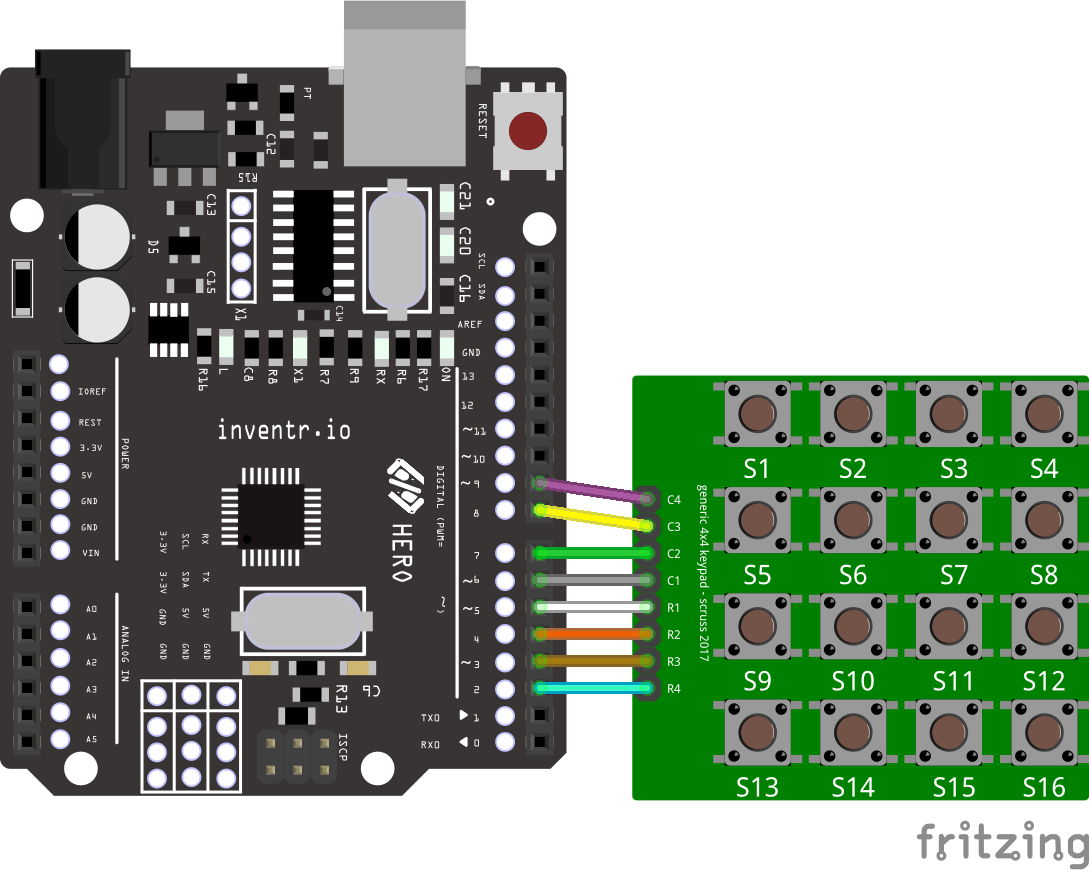 PT
RESET
C12
R15
C13
C21
D5
C20
SCL
C15
SDA
C16
X1
C14
AREF
GND
R16
L
C8
R8
X1
R7
R9
RX
R6
R17
ON
13
IOREF
12
REST
inventr.io
~11
3.3V
POWER
~10
5V
DIGITAL (PWM= ~)
~9
GND
8
GND
HERO
VIN
7
3.3V
SCL
RX
~6
3.3V
SDA
TX
~5
GND
5V
5V
4
GND
GND
GND
~3
2
A0
A1
ANALOG IN
A2
A3
A4
A5
R13
C9
TX0
1
RX0
0
ISCP
S1 S2 S3 S4
C4
C3
C2
C1
R1
R2
R3
R4
generic 4x4 keypad - scruss 2017
S5 S6 S7 S8
S9 S10 S11 S12
S13 S14 S15 S16
fritzing